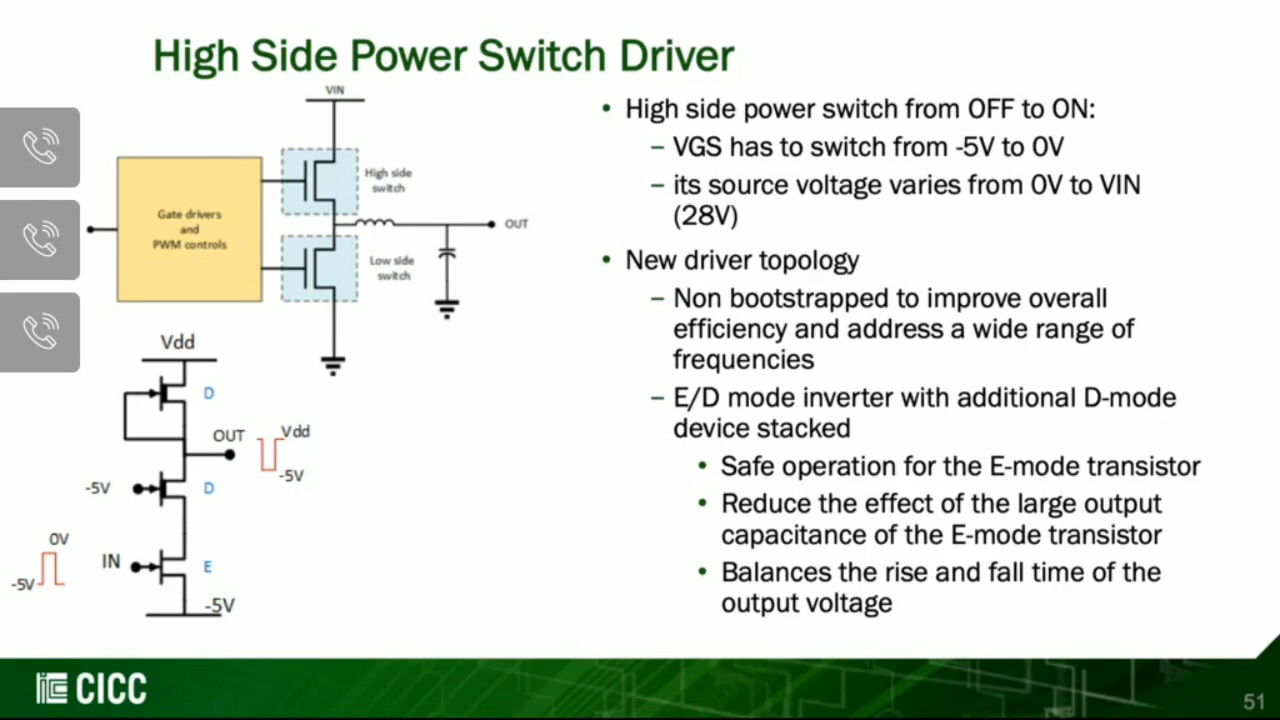 High Side Power Switch Driver
VIN
High side
switch
Gate drivers
and
PWM controls
OUT
Low side
switch
Vdd
D
OUT
Vdd
-5V
-5V
D
0V
IN
E
-5V
-5V
• High side power switch from OFF to ON:
– VGS has to switch from -5V to 0V
– its source voltage varies from 0V to VIN
(28V)
• New driver topology
– Non bootstrapped to improve overall
efficiency and address a wide range of
frequencies
– E/D mode inverter with additional D-mode
device stacked
• Safe operation for the E-mode transistor
• Reduce the effect of the large output
capacitance of the E-mode transistor
• Balances the rise and fall time of the
output voltage
CICC
51